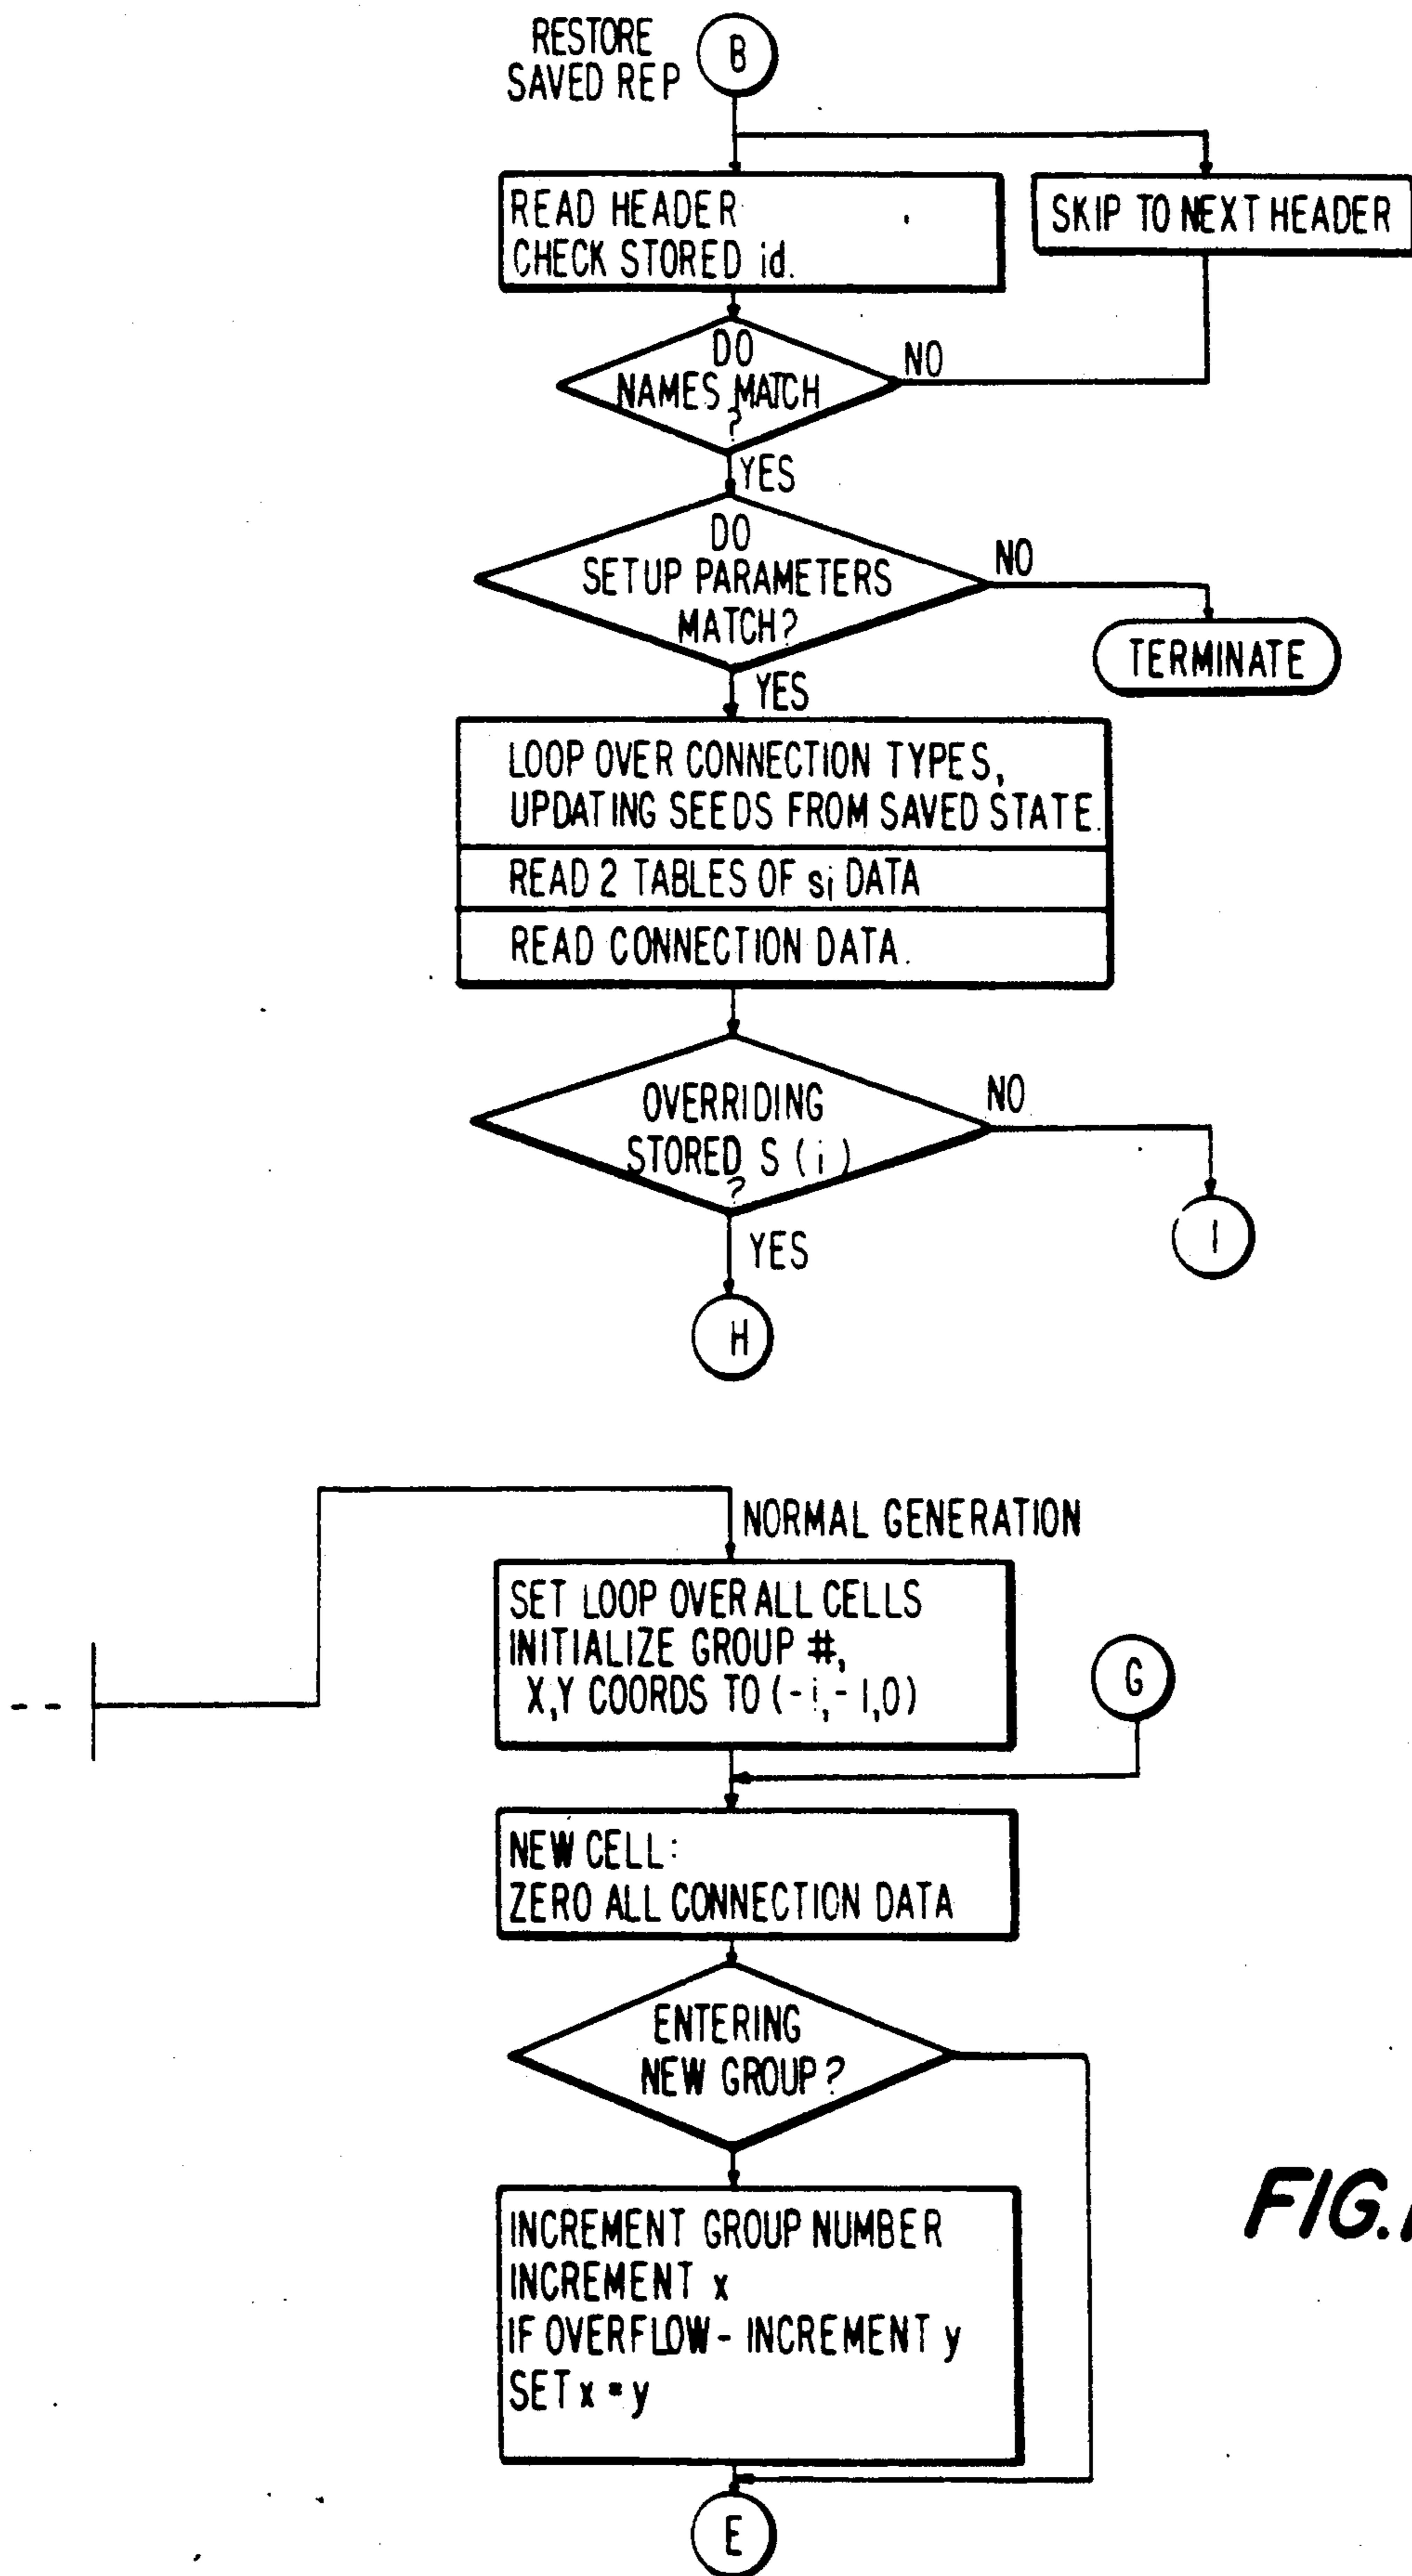 RESTORE
SAVED REP
B
READ HEADER
CHECK STORED id.
SKIP TO NEXT HEADER
DO
NAMES MATCH
?
NO
YES
DO
SETUP PARAMETERS
MATCH?
NO
TERMINATE
YES
LOOP OVER CONNECTION TYPES,
UPDATING SEEDS FROM SAVED STATE.
READ 2 TABLES OF si DATA
READ CONNECTION DATA.
OVERRIDING
STORED S (i)
?
NO
I
YES
H
NORMAL GENERATION
SET LOOP OVER ALL CELLS
INITIALIZE GROUP #,
X,Y COORDS TO (-i,-1,0)
G
NEW CELL:
ZERO ALL CONNECTION DATA
ENTERING
NEW GROUP?
INCREMENT GROUP NUMBER
INCREMENT x
IF OVERFLOW - INCREMENT y
SET x = y
E
FIG.